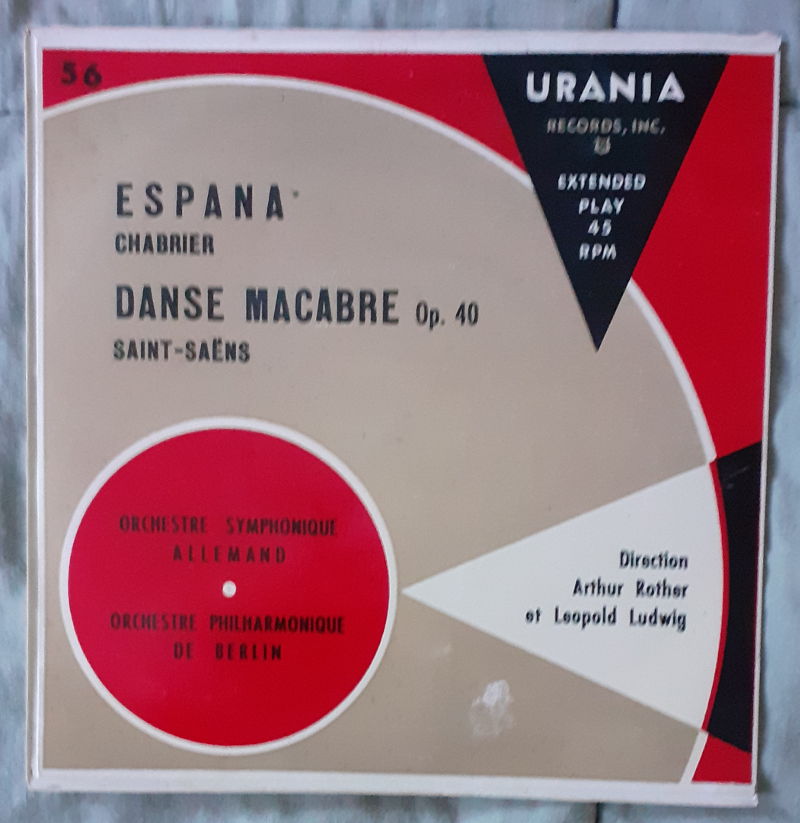 56
URANIA
RECORDS, INC.
EXTENDED
PLAY
45
RPM
ESPANA
CHABRIER
DANSE MACABRE Op. 40
SAINT-SAËNS
ORCHESTRE SYMPHONIQUE
ALLEMAND
ORCHESTRE PHILHARMONIQUE
DE BERLIN
Direction
Arthur Rother
et Leopold Ludwig